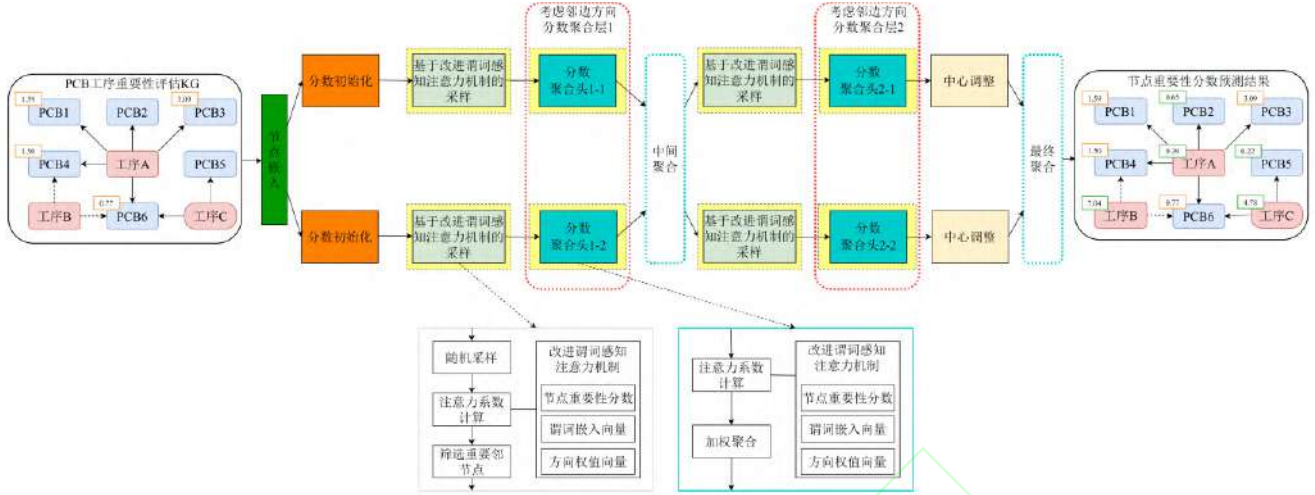 考虑邻边方向
分数聚合层1
考虑邻边方向
分数聚合层2
PCB工序重要性评估KG
1.59
PCB1
PCB2
3.09
PCB3
1.50
PCB4
工序A
PCB5
工序B
0.77
PCB6
工序C
节点嵌入
分数初始化
基于改进谓词感
知注意力机制的
采样
分数
聚合头1-1
分数初始化
基于改进谓词感
知注意力机制的
采样
分数
聚合头1-2
中间聚合
基于改进谓词感
知注意力机制的
采样
分数
聚合头2-1
中心调整
基于改进谓词感
知注意力机制的
采样
分数
聚合头2-2
中心调整
最终聚合
节点重要性分数预测结果
1.59
PCB1
0.65
PCB2
3.09
PCB3
1.50
PCB4
工序A
0.22
PCB5
7.04
工序B
0.77
PCB6
4.78
工序C
随机采样
注意力系数
计算
筛选重要邻
节点
改进谓词感知
注意力机制
节点重要性分数
谓词嵌入向量
方向权值向量
注意力系数
计算
加权聚合
改进谓词感知
注意力机制
节点重要性分数
谓词嵌入向量
方向权值向量